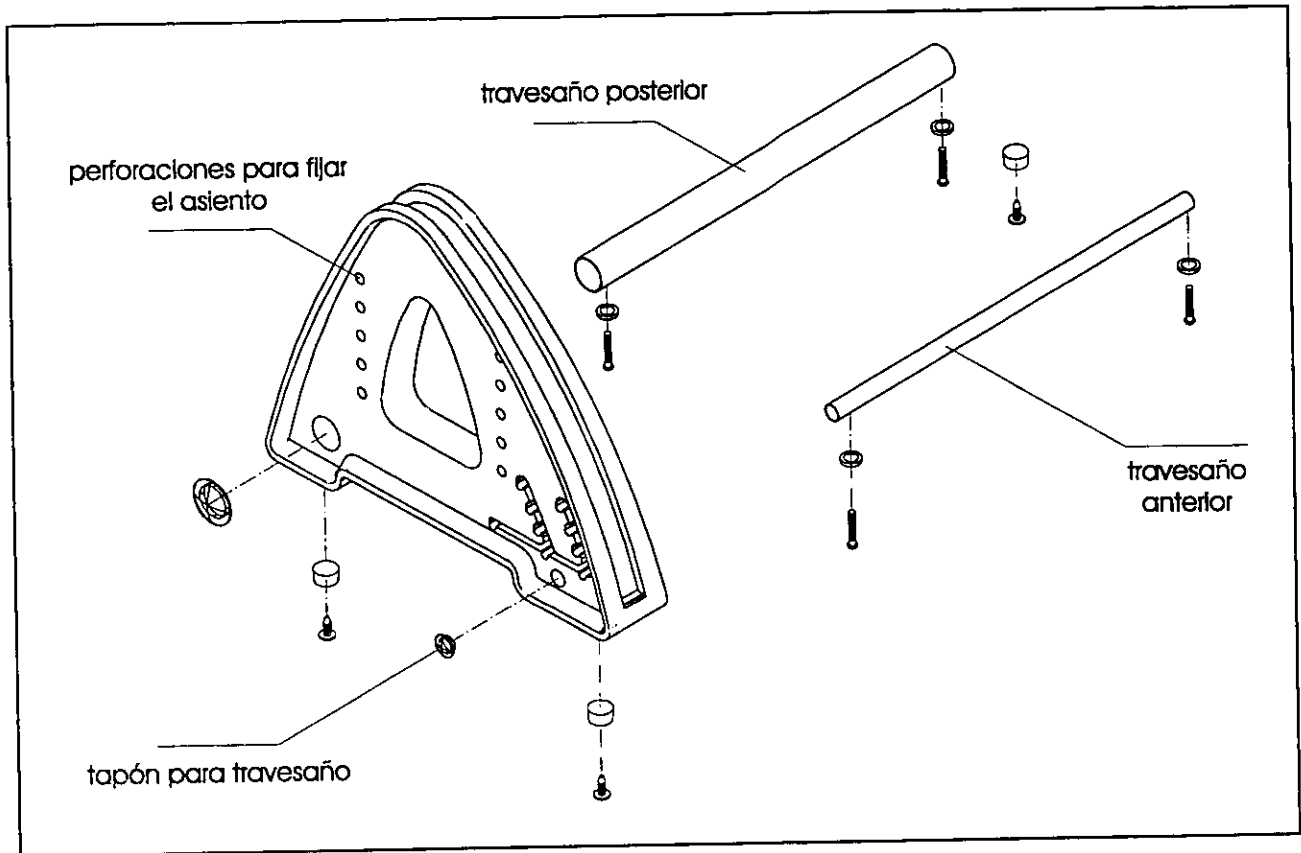 travesaño posterior
perforaciones para fijar
el asiento
travesaño
anterior
tapón para travesaño